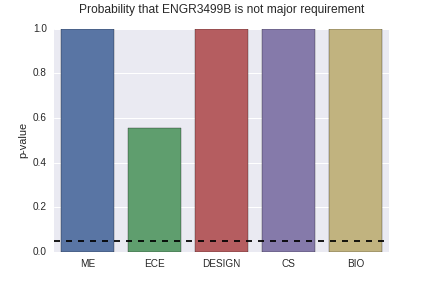 Probability that ENGR3499B is not major requirement
1.0
0.8
0.6
0.4
0.2
0.0
p-value
ME ECE DESIGN CS BIO